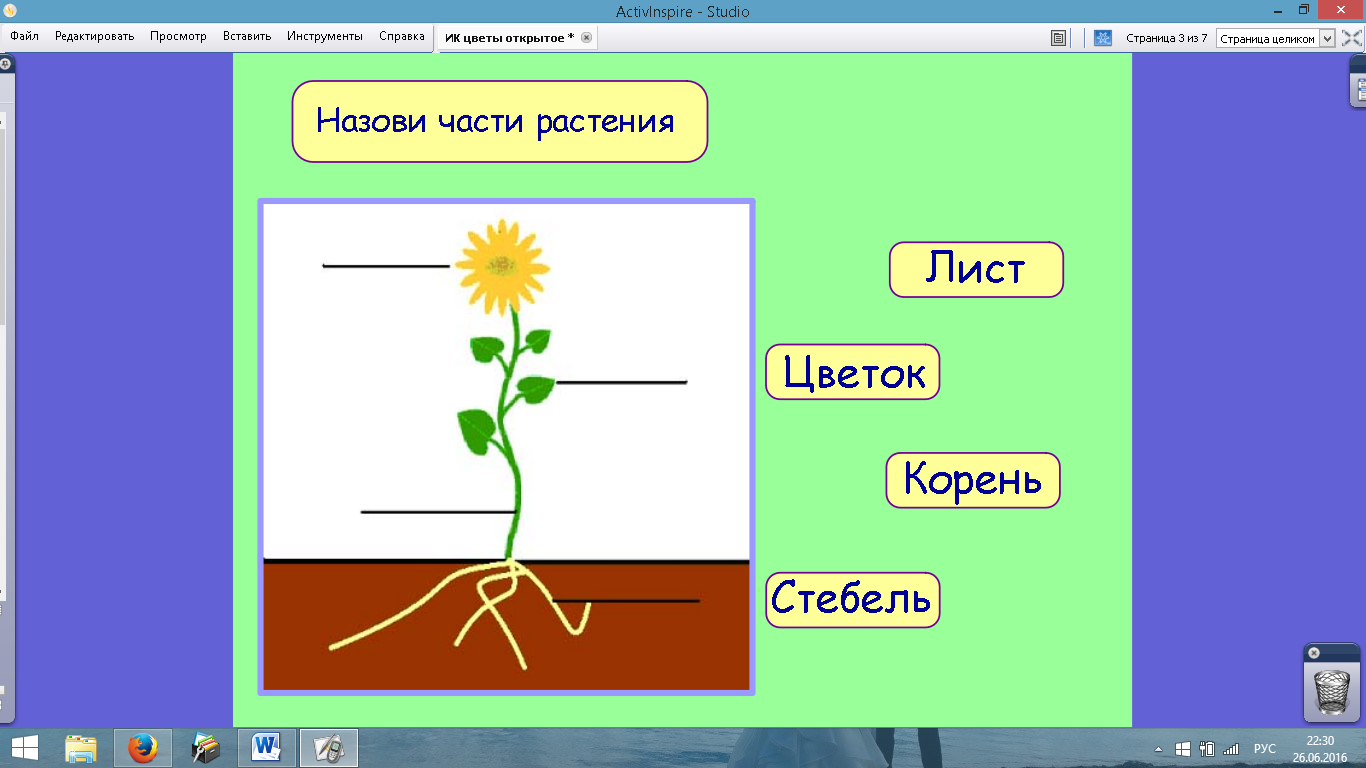 ActivInspire - Studio
Файл Редактировать Просмотр Вставить Инструменты Справка
ИК цветы открытое *
Страница 3 из 7
Страница целиком
Назови части растения
Лист
Цветок
Корень
Стебель
РУС
22:30
26.06.2016